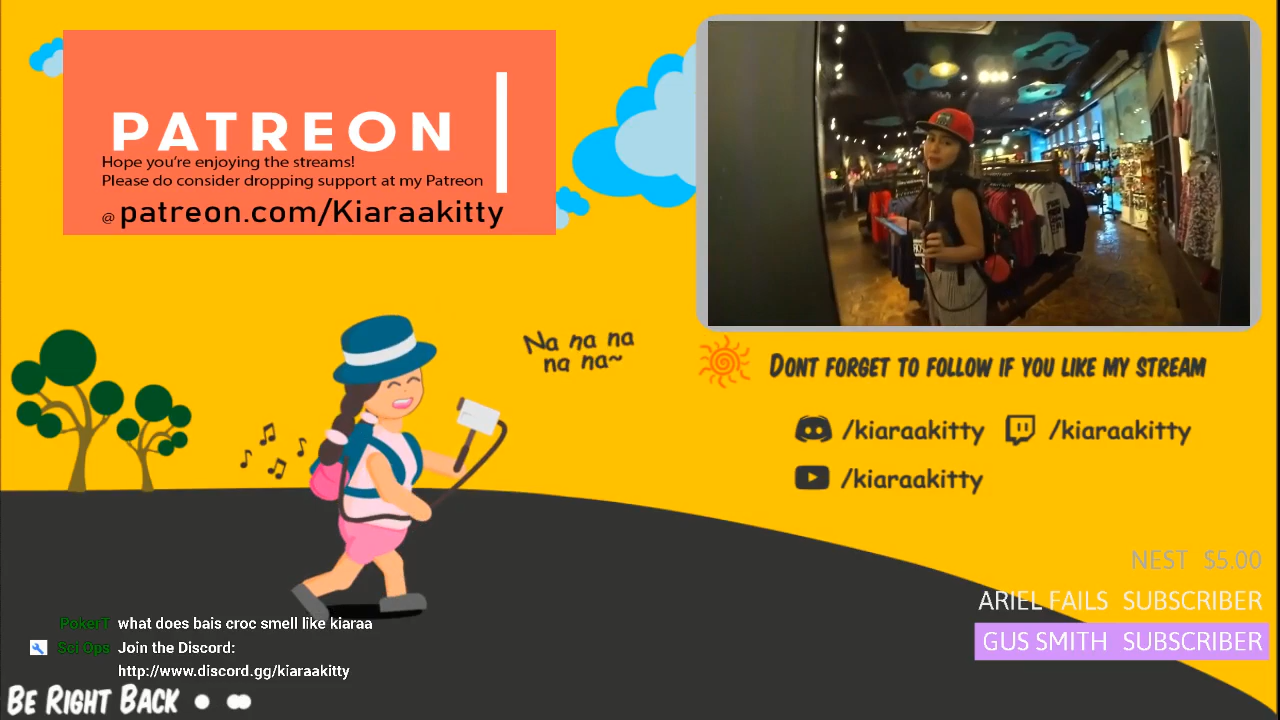 PATREON
Hope you're enjoying the streams!
Please do consider dropping support at my Patreon
@ patreon.com/Kiaraakitty
Na na na
na na~
DONT FORGET TO FOLLOW IF YOU LIKE MY STREAM
/kiaraakitty /kiaraakitty
/kiaraakitty
NEST $5.00
ARIEL FAILS SUBSCRIBER
GUS SMITH SUBSCRIBER
PokerT what does bais croc smell like kiaraa
Sci Ops Join the Discord:
http://www.discord.gg/kiaraakitty
BE RIGHT BACK